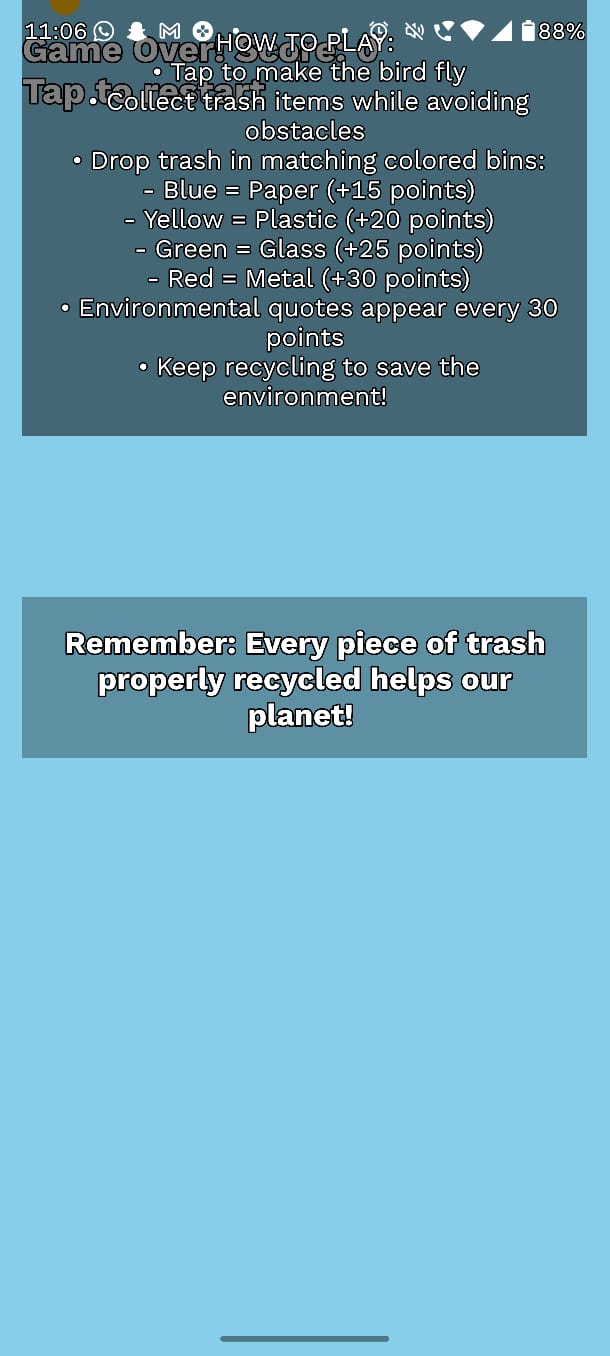 11:06 88%
HOW TO PLAY:
Game Over! Score: 0
• Tap to make the bird fly
Tap to restart
• Collect trash items while avoiding
obstacles
• Drop trash in matching colored bins:
- Blue = Paper (+15 points)
- Yellow = Plastic (+20 points)
- Green = Glass (+25 points)
- Red = Metal (+30 points)
• Environmental quotes appear every 30
points
• Keep recycling to save the
environment!
Remember: Every piece of trash
properly recycled helps our
planet!